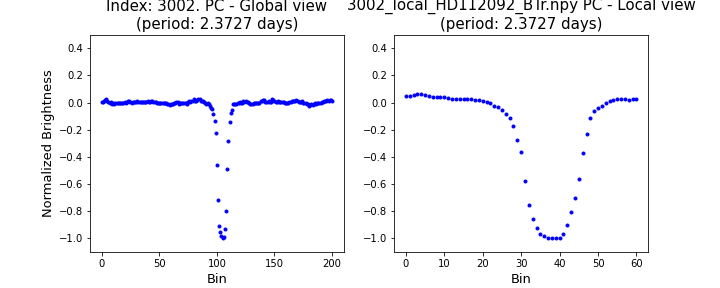 Index: 3002. PC - Global view
(period: 2.3727 days)
3002_local_HD112092_BTr.npy PC - Local view
(period: 2.3727 days)
Normalized Brightness
0.4
0.2
0.0
−0.2
−0.4
−0.6
−0.8
−1.0
0 50 100 150 200
Bin
0.4
0.2
0.0
−0.2
−0.4
−0.6
−0.8
−1.0
0 10 20 30 40 50 60
Bin